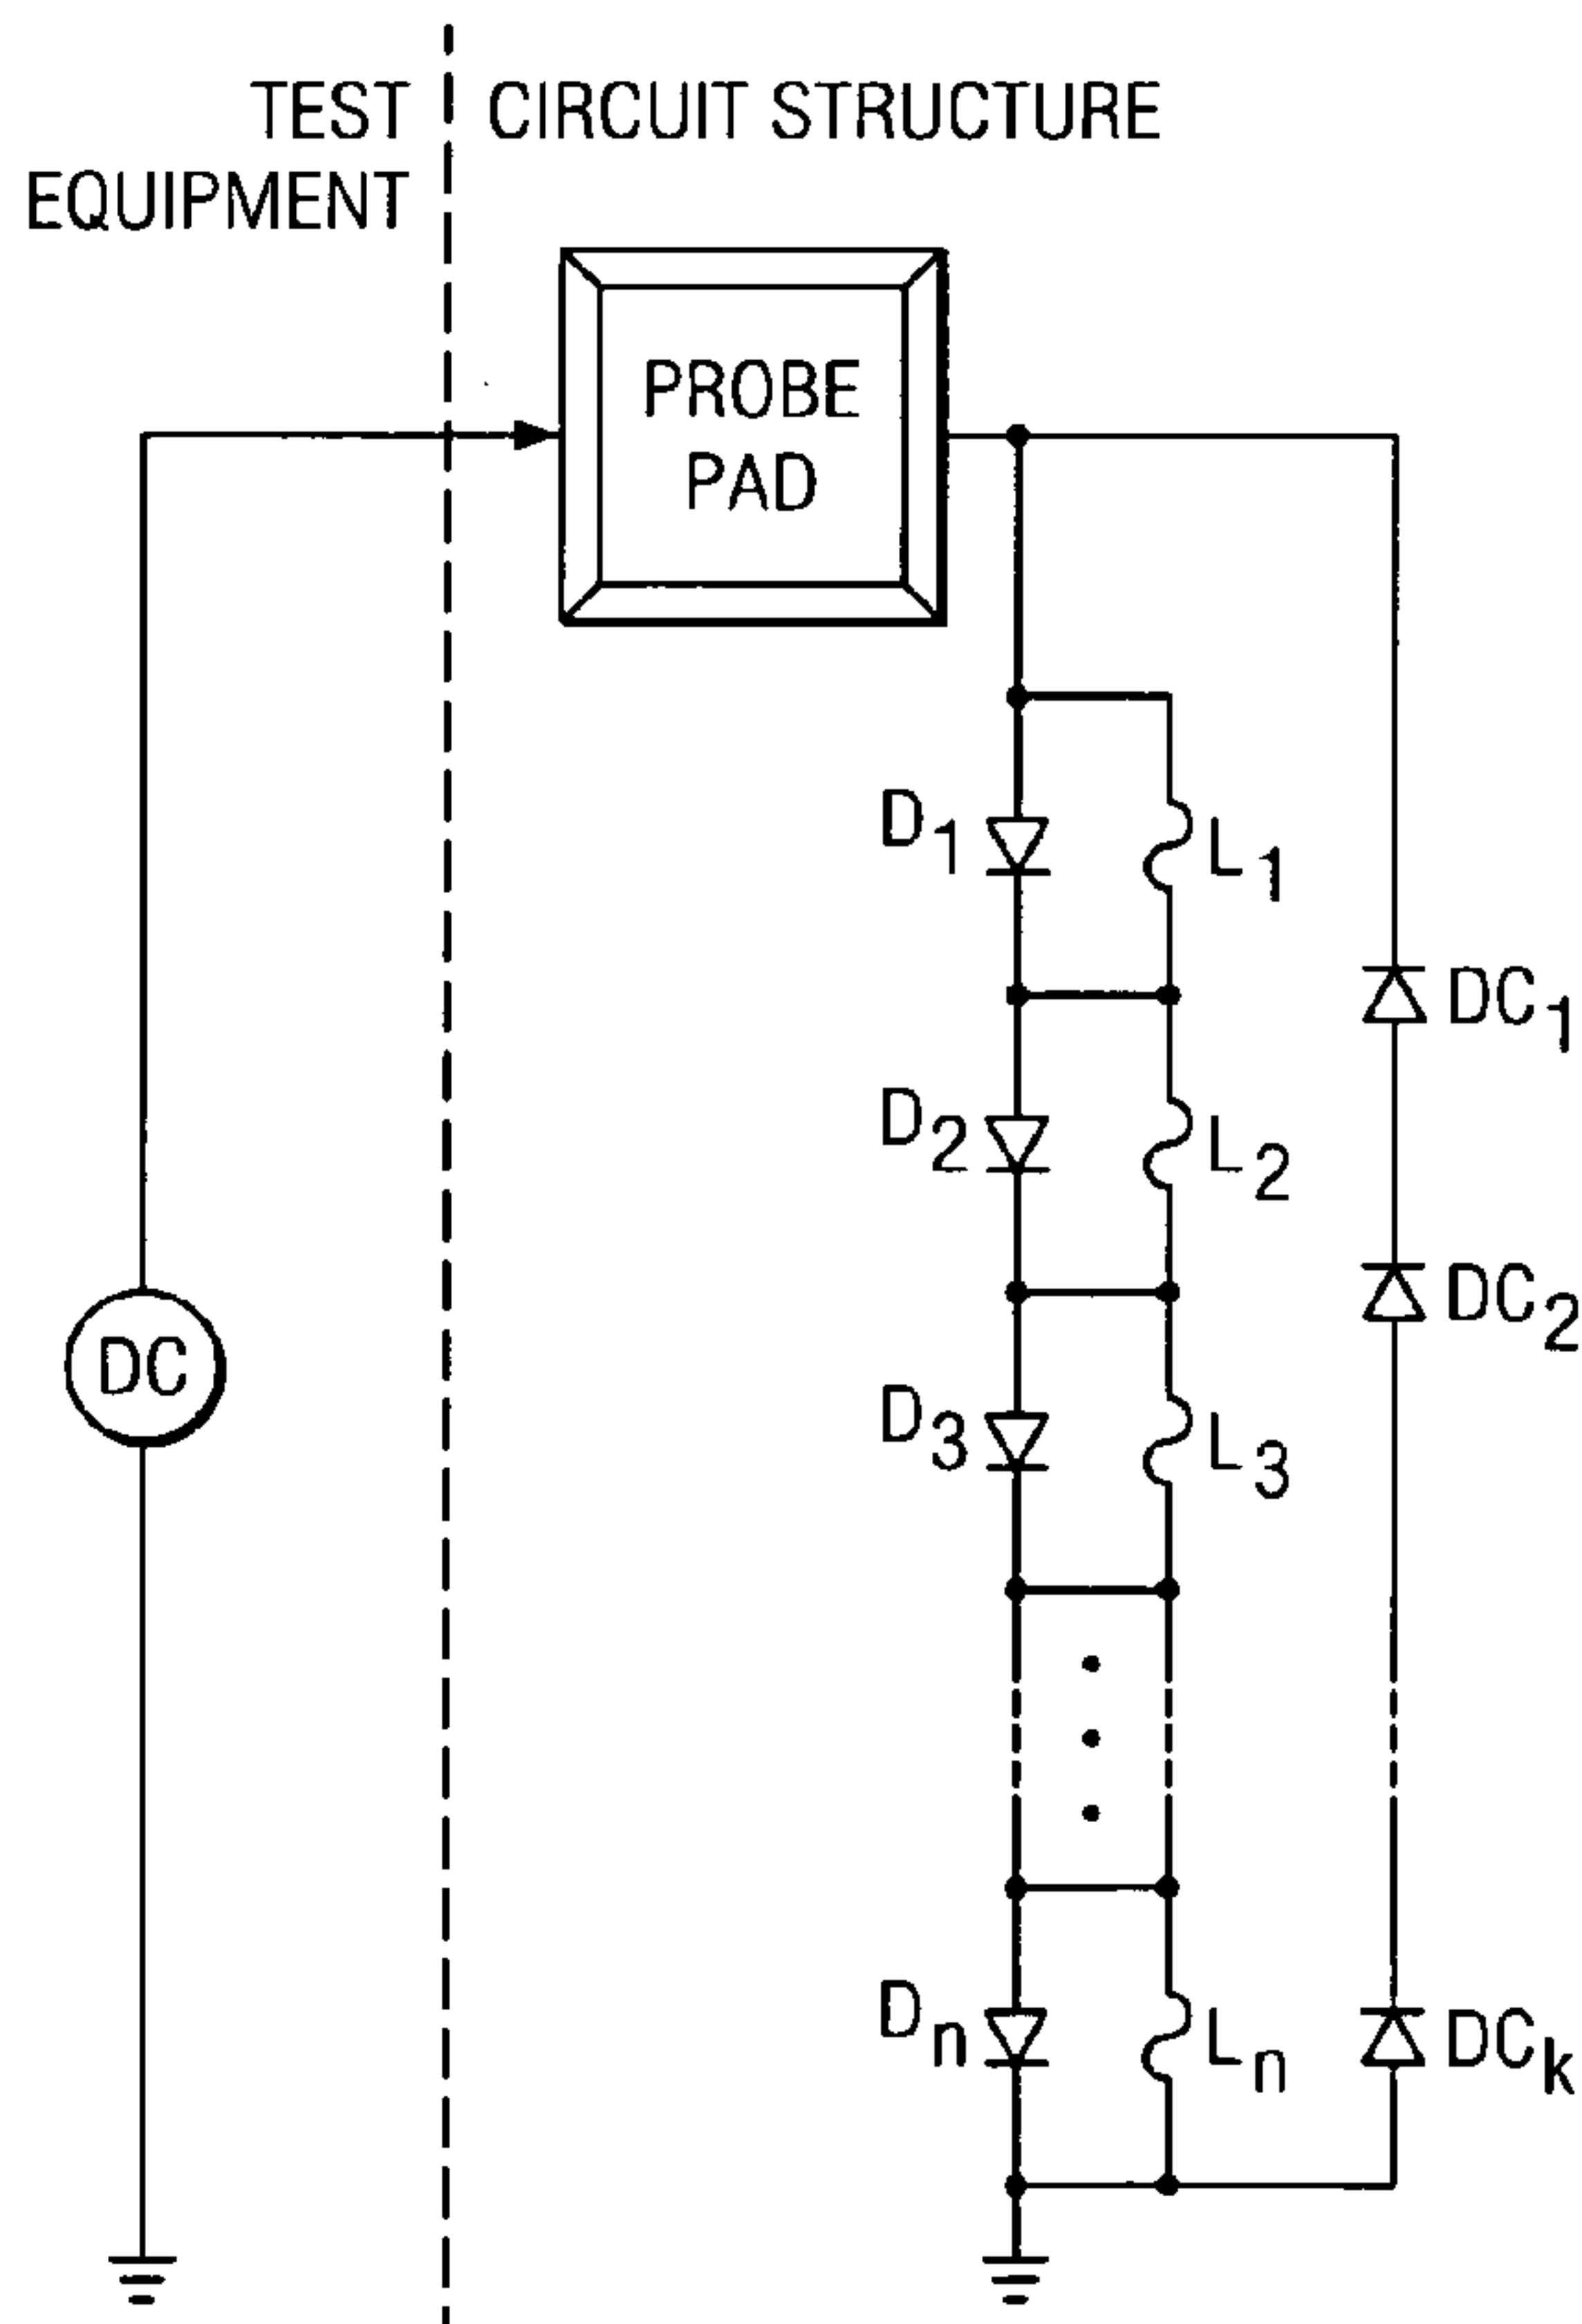 TEST
EQUIPMENT
CIRCUIT STRUCTURE
PROBE
PAD
D1
L1
DC1
D2
L2
DC2
DC
D3
L3
Dn
Ln
DCk